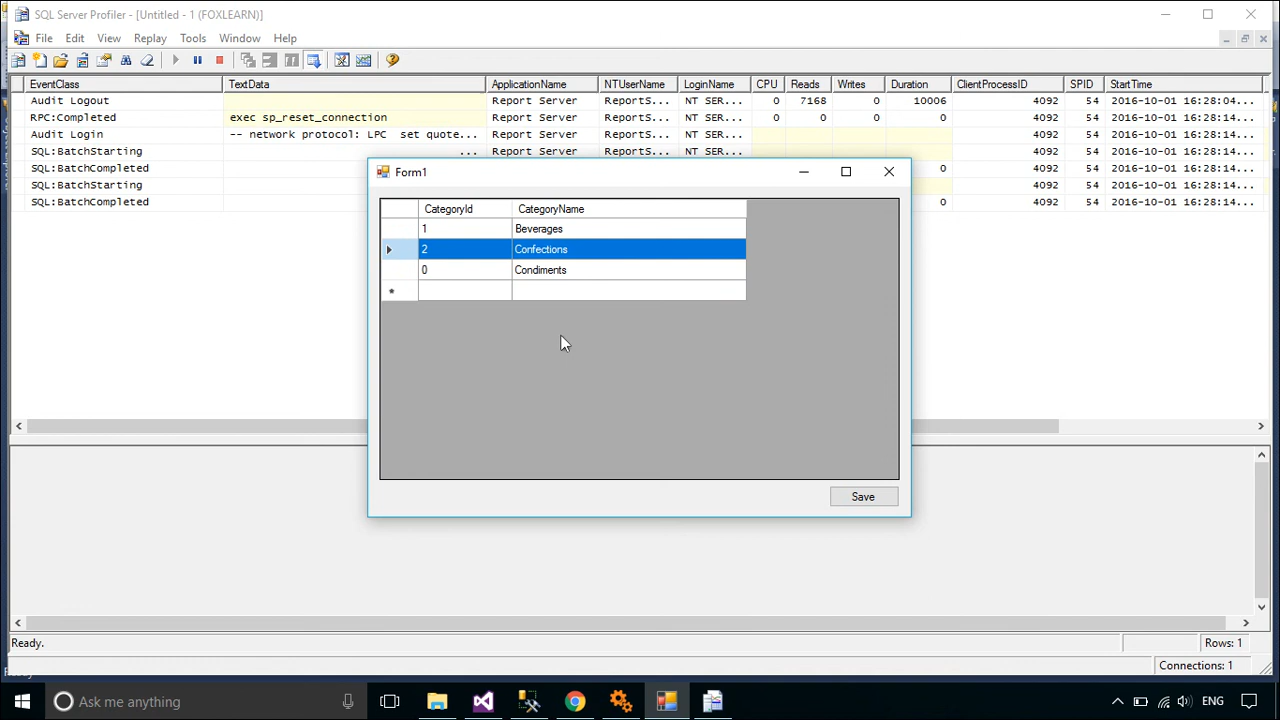 SQL Server Profiler - [Untitled - 1 (FOXLEARN)]
File Edit View Replay Tools Window Help
EventClass TextData ApplicationName NTUserName LoginName CPU Reads Writes Duration ClientProcessID SPID StartTime
Audit Logout Report Server ReportS... NT SER... 0 7168 0 10006 4092 54 2016-10-01 16:28:04...
RPC:Completed exec sp_reset_connection Report Server ReportS... NT SER... 0 0 0 0 4092 54 2016-10-01 16:28:14...
Audit Login -- network protocol: LPC set quote... Report Server ReportS... NT SER... 4092 54 2016-10-01 16:28:14...
SQL:BatchStarting ... Report Server ReportS... NT SER... 4092 54 2016-10-01 16:28:14...
SQL:BatchCompleted 0 4092 54 2016-10-01 16:28:14...
SQL:BatchStarting 4092 54 2016-10-01 16:28:14...
SQL:BatchCompleted 0 4092 54 2016-10-01 16:28:14...
Form1
CategoryId CategoryName
1 Beverages
2 Confections
0 Condiments
*
Save
Ready.
Rows: 1
Connections: 1
Ask me anything
ENG